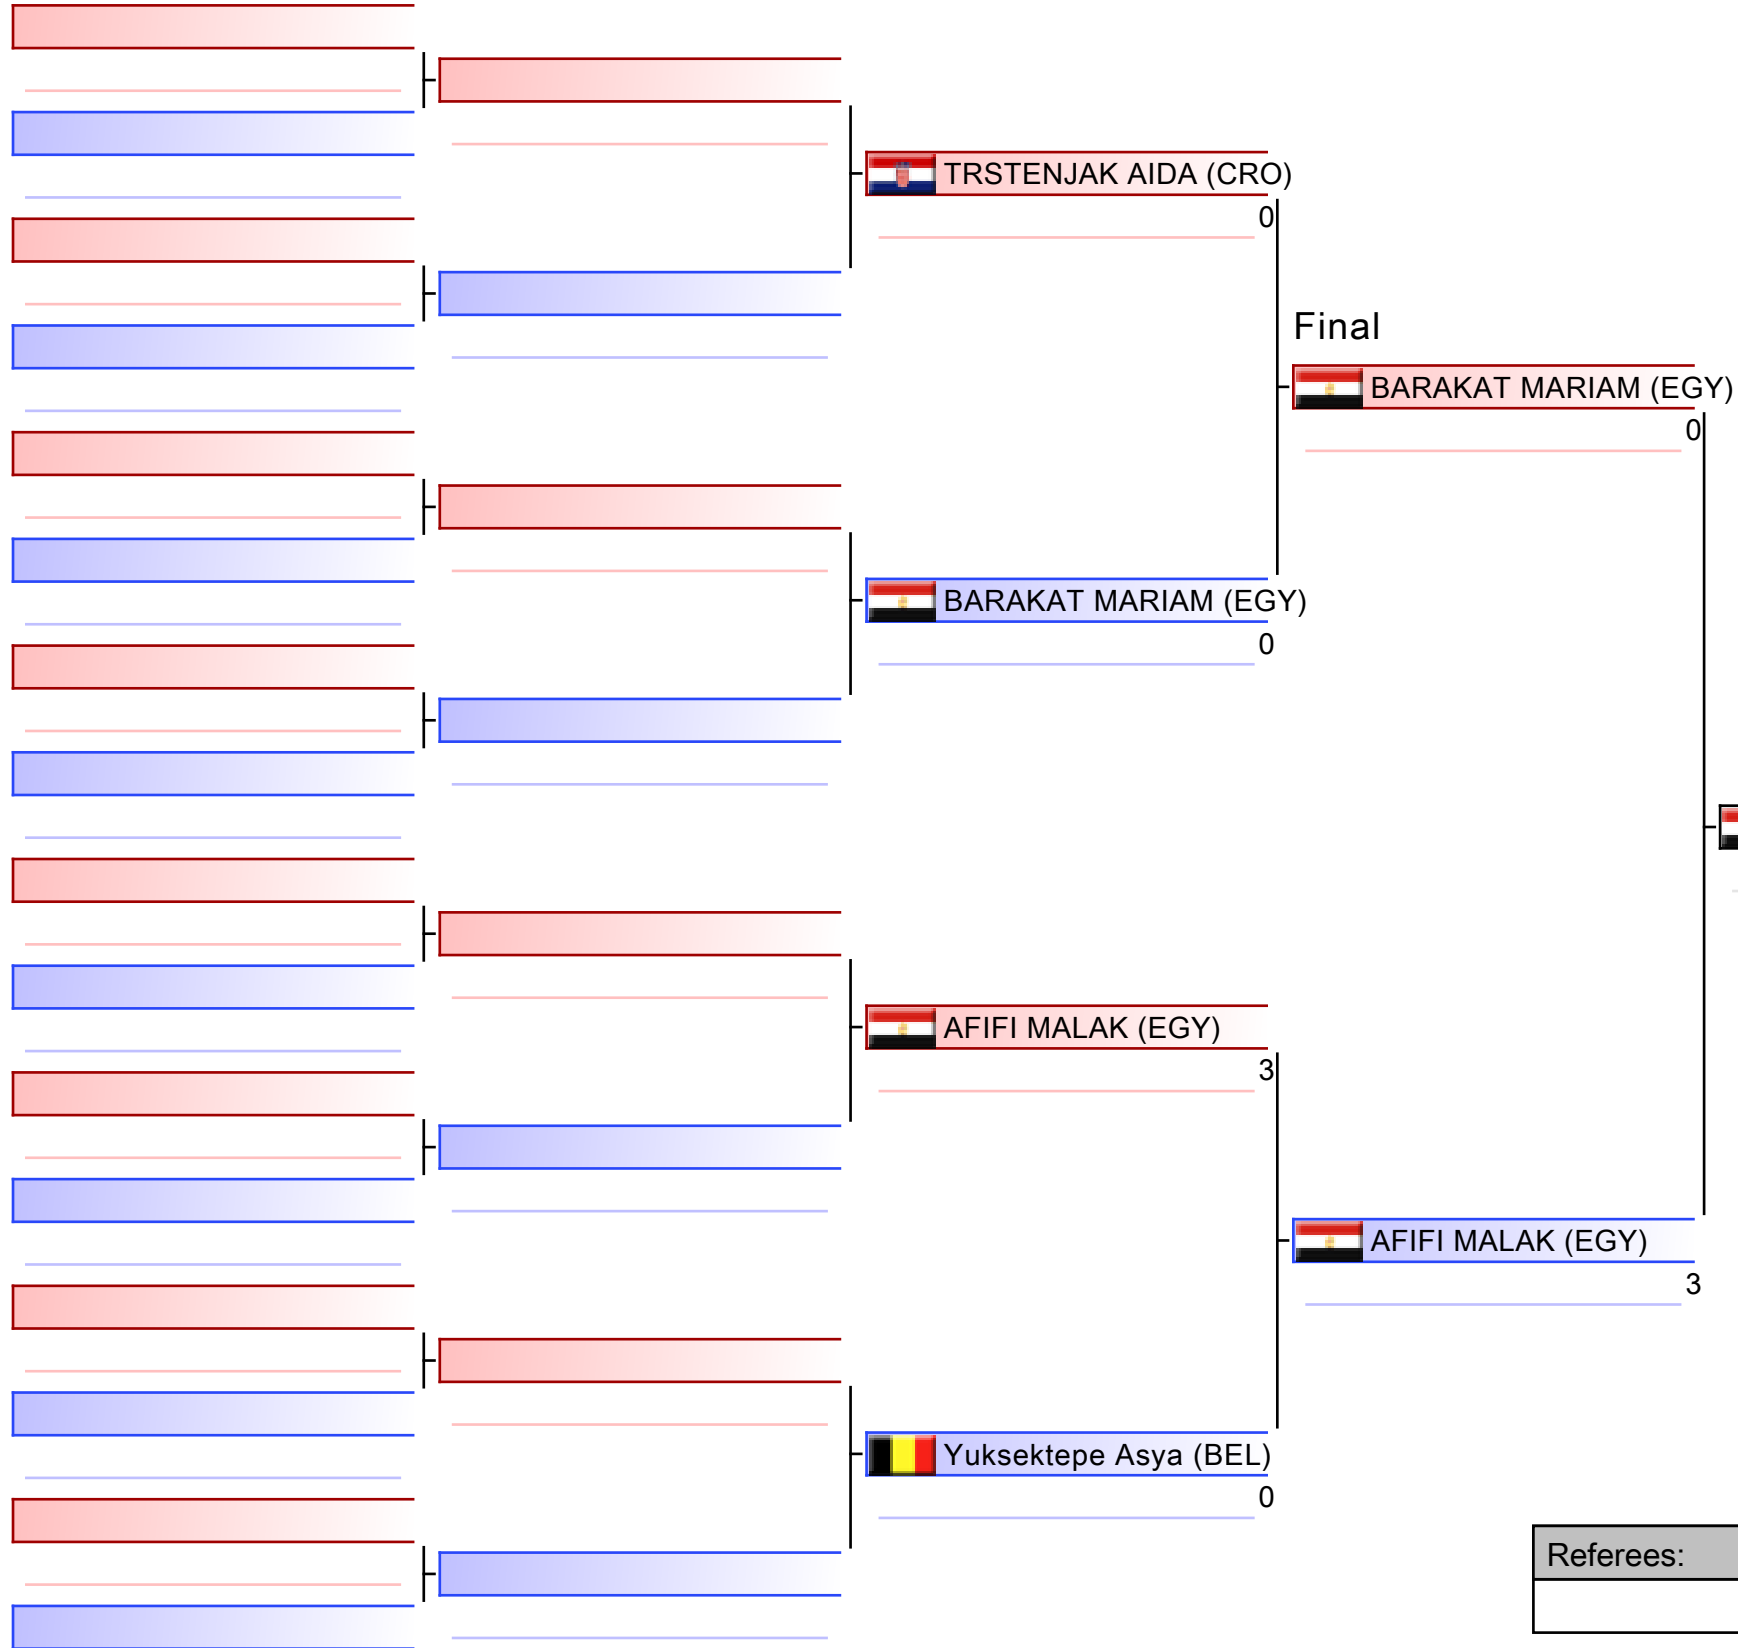 TRSTENJAK AIDA (CRO)
0
Final
BARAKAT MARIAM (EGY)
0
BARAKAT MARIAM (EGY)
0
AFIFI MALAK (EGY)
3
AFIFI MALAK (EGY)
3
Yuksektepe Asya (BEL)
0
Referees: